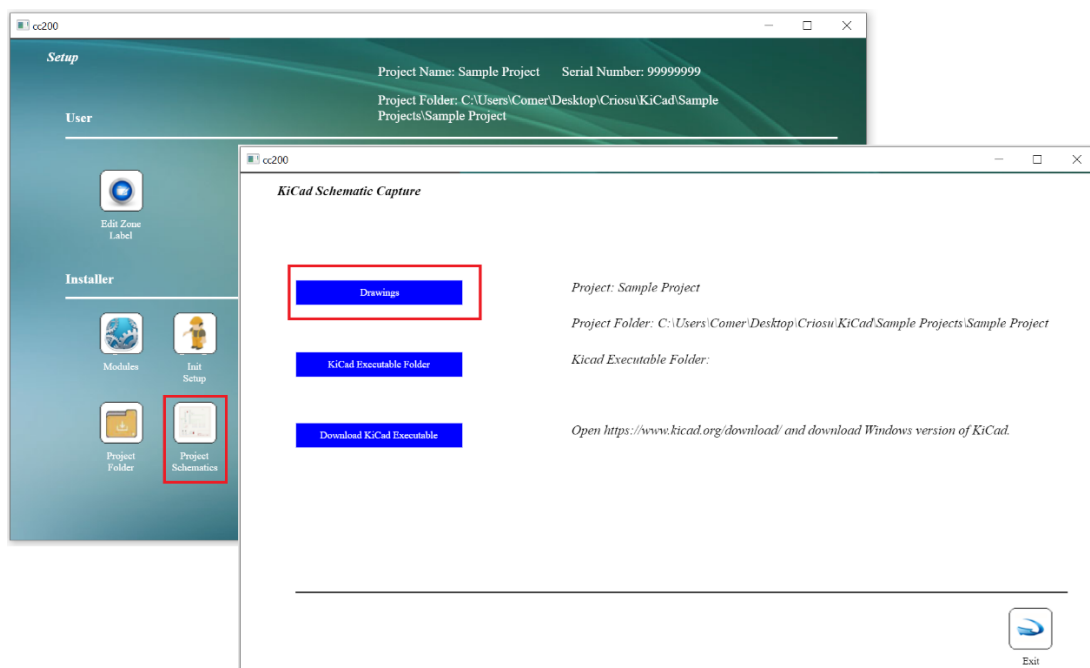 cc200
Setup
Project Name: Sample Project Serial Number: 99999999
Project Folder: C:\Users\Comer\Desktop\Criosu\KiCad\Sample
Projects\Sample Project
User
Edit Zone
Label
Installer
Modules
Init
Setup
Project
Folder
Project
Schematics
cc200
KiCad Schematic Capture
Drawings
Project: Sample Project
Project Folder: C:\Users\Comer\Desktop\Criosu\KiCad\Sample Projects\Sample Project
KiCad Executable Folder
Kicad Executable Folder:
Download KiCad Executable
Open https://www.kicad.org/download/ and download Windows version of KiCad.
Exit